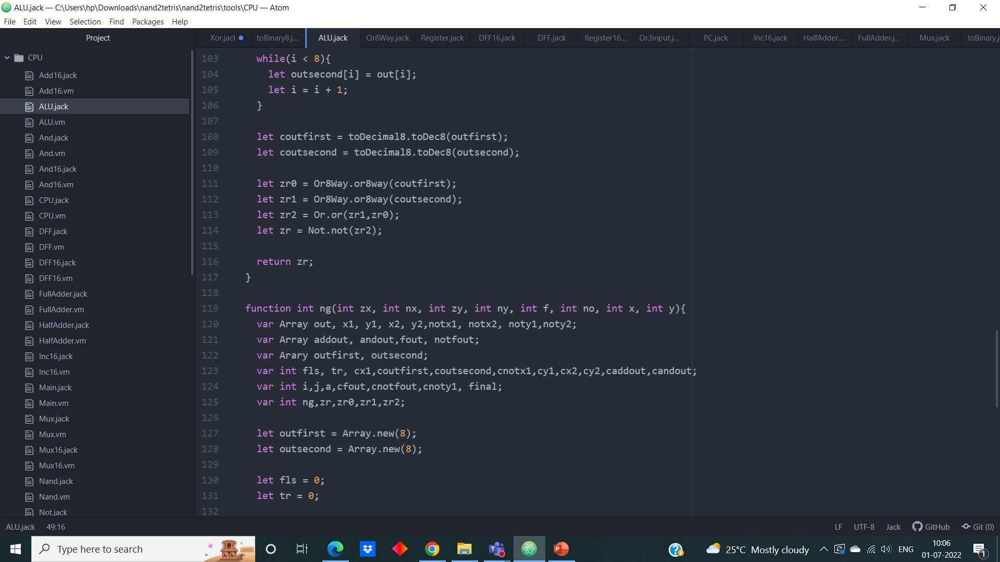 ALU.jack — C:\Users\hp\Downloads\nand2tetris\nand2tetris\tools\CPU — Atom
File Edit View Selection Find Packages Help
Project
Xor.jacl toBinary8.j... ALU.jack Or8Way.jack Register.jack DFF16.jack DFF.jack Register16.... Or3input.j... PC.jack Inc16.jack HalfAdder.... FullAdder.j... Mux.jack toBinary.j
CPU
Add16.jack
Add16.vm
ALU.jack
ALU.vm
And.jack
And.vm
And16.jack
And16.vm
CPU.jack
CPU.vm
DFF.jack
DFF.vm
DFF16.jack
DFF16.vm
FullAdder.jack
FullAdder.vm
HalfAdder.jack
HalfAdder.vm
Inc16.jack
Inc16.vm
Main.jack
Main.vm
Mux.jack
Mux.vm
Mux16.jack
Mux16.vm
Nand.jack
Nand.vm
Not.jack
103 while(i < 8){
104 let outsecond[i] = out[i];
105 let i = i + 1;
106 }
107
108 let coutfirst = toDecimal8.toDec8(outfirst);
109 let coutsecond = toDecimal8.toDec8(outsecond);
110
111 let zr0 = Or8Way.or8way(coutfirst);
112 let zr1 = Or8Way.or8way(coutsecond);
113 let zr2 = Or.or(zr1,zr0);
114 let zr = Not.not(zr2);
115
116 return zr;
117 }
118
119 function int ng(int zx, int nx, int zy, int ny, int f, int no, int x, int y){
120 var Array out, x1, y1, x2, y2,notx1, notx2, noty1,noty2;
121 var Array addout, andout,fout, notfout;
122 var Arary outfirst, outsecond;
123 var int fls, tr, cx1,coutfirst,coutsecond,cnotx1,cy1,cx2,cy2,caddout,candout;
124 var int i,j,a,cfout,cnotfout,cnoty1, final;
125 var int ng,zr,zr0,zr1,zr2;
126
127 let outfirst = Array.new(8);
128 let outsecond = Array.new(8);
129
130 let fls = 0;
131 let tr = 0;
132
ALU.jack 49:16 LF UTF-8 Jack GitHub Git (0)
Type here to search 25°C Mostly cloudy ENG 10:06
01-07-2022 1